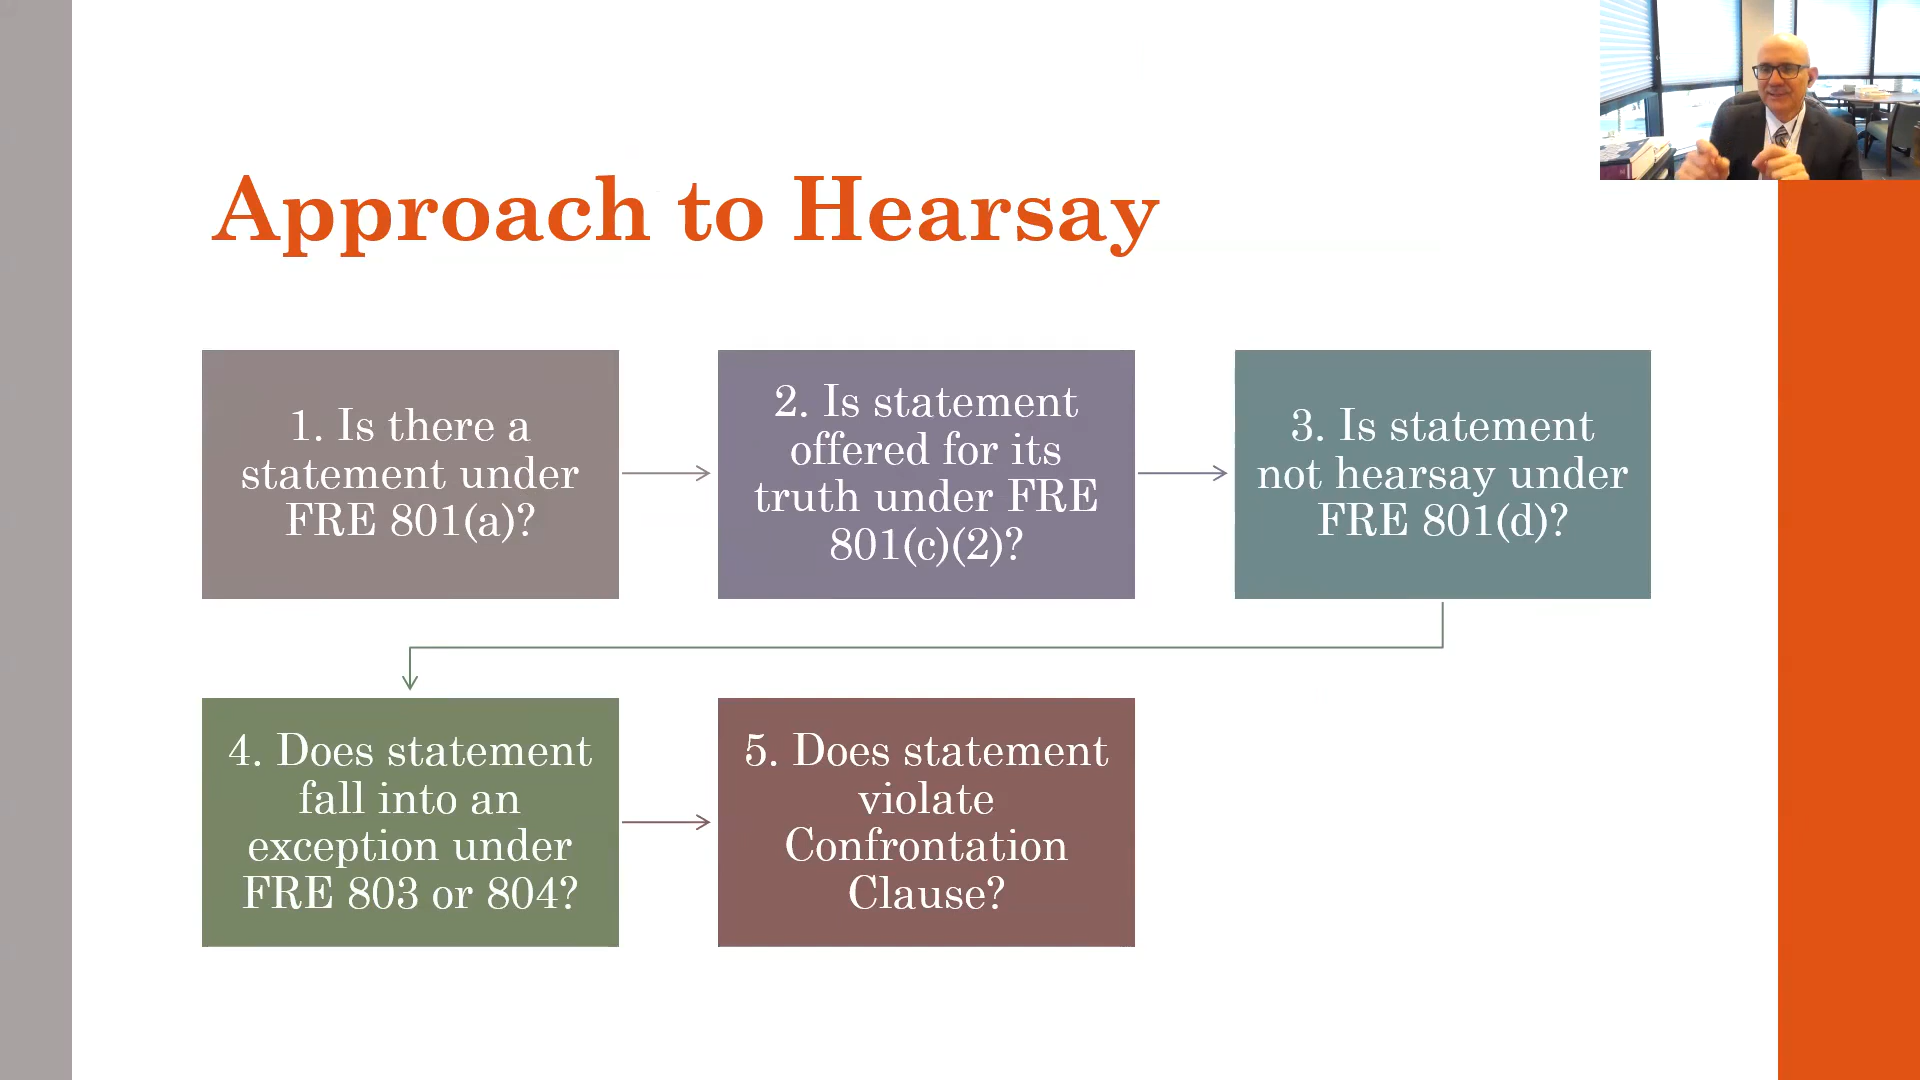 Approach to Hearsay
1. Is there a
statement under
FRE 801(a)?
2. Is statement
offered for its
truth under FRE
801(c)(2)?
3. Is statement
not hearsay under
FRE 801(d)?
4. Does statement
fall into an
exception under
FRE 803 or 804?
5. Does statement
violate
Confrontation
Clause?